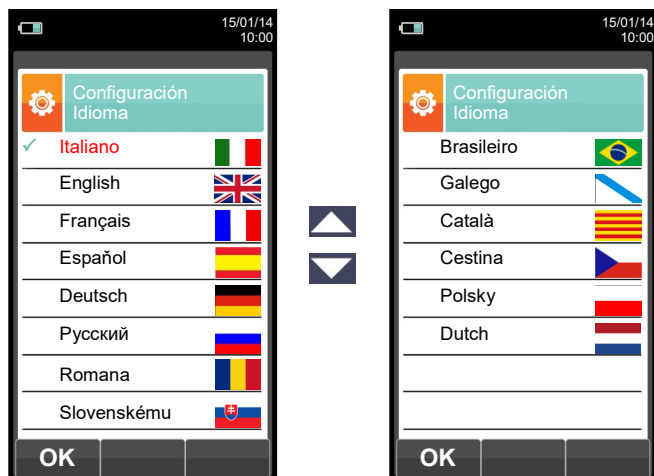 15/01/14
10:00
Configuración
Idioma
Italiano
English
Français
Espaňol
Deutsch
Русский
Romana
Slovenskému
OK
15/01/14
10:00
Configuración
Idioma
Brasileiro
Galego
Català
Cestina
Polsky
Dutch
OK